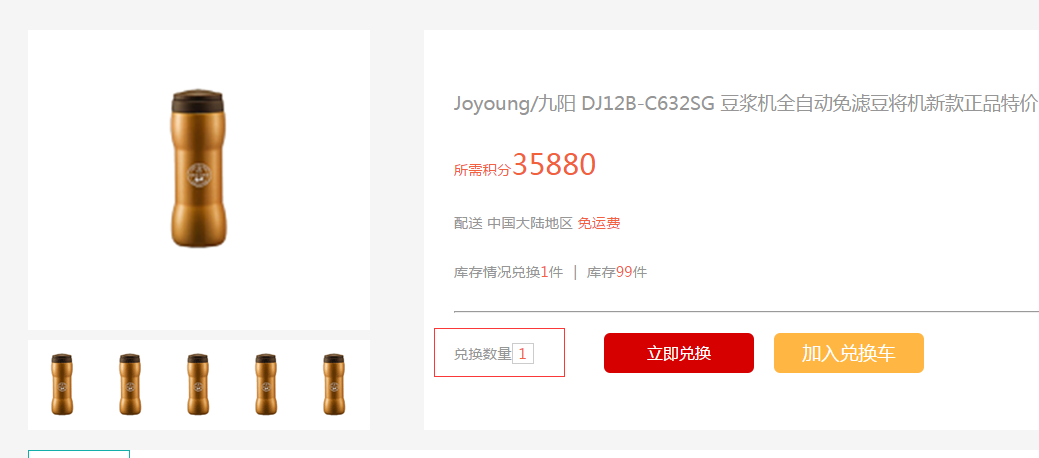 Joyoung/九阳 DJ12B-C632SG 豆浆机全自动免滤豆将机新款正品特价
所需积分35880
配送 中国大陆地区 免运费
库存情况兑换1件 | 库存99件
兑换数量 1 立即兑换 加入兑换车